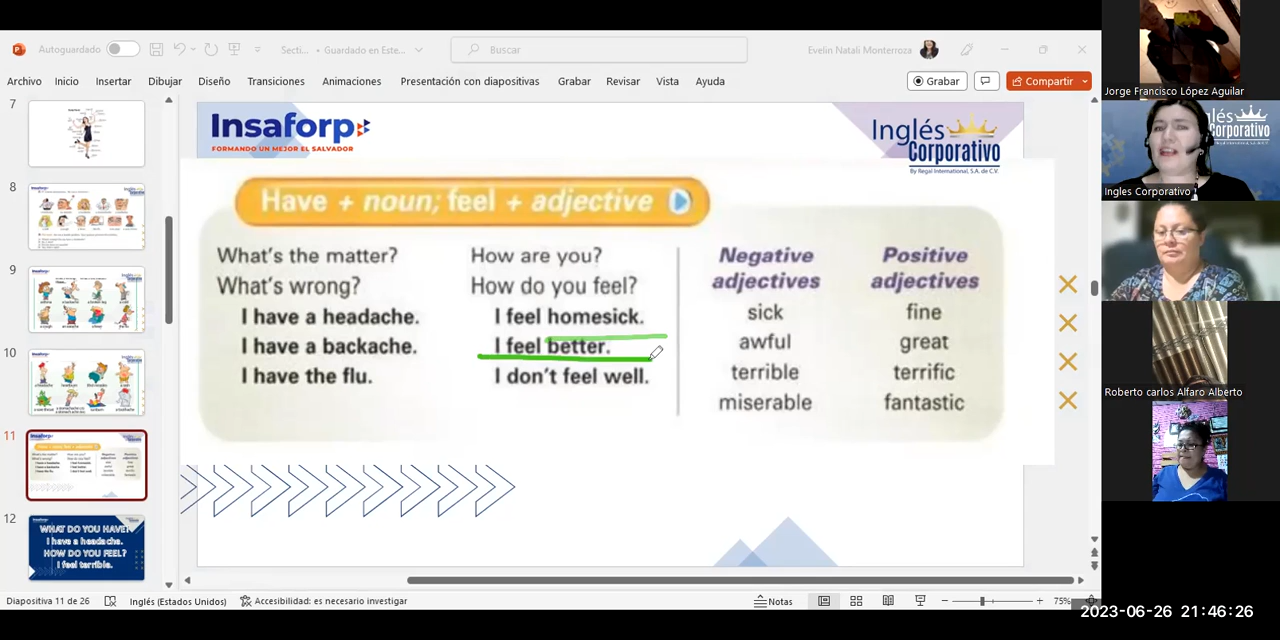 Autoguardado
Secti... • Guardado en Este...
Buscar
Evelin Natali Monterroza
Archivo Inicio Insertar Dibujar Diseño Transiciones Animaciones Presentación con diapositivas Grabar Revisar Vista Ayuda
Grabar
Compartir
7
8
9
10
11
12
WHAT DO YOU HAVE?
I have a headache.
HOW DO YOU FEEL?
I feel terrible.
Insaforp
FORMANDO UN MEJOR EL SALVADOR
Inglés
Corporativo
By Regal International, S.A. de C.V.
Have + noun; feel + adjective
What's the matter?
What's wrong?
I have a headache.
I have a backache.
I have the flu.
How are you?
How do you feel?
I feel homesick.
I feel better.
I don't feel well.
Negative
adjectives
sick
awful
terrible
miserable
Positive
adjectives
fine
great
terrific
fantastic
Diapositiva 11 de 26
Inglés (Estados Unidos)
Accesibilidad: es necesario investigar
Notas
75%
Jorge Francisco López Aguilar
Ingles Corporativo 1
Roberto carlos Alfaro Alberto
2023-06-26 21:46:26